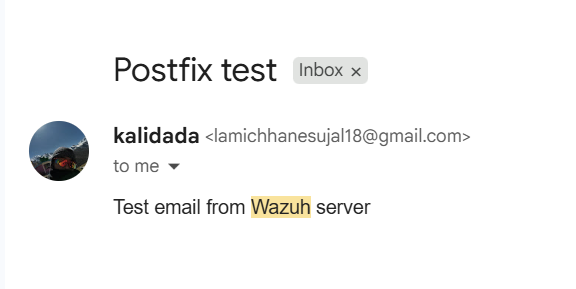 Postfix test Inbox ×
kalidada <lamichhanesujal18@gmail.com>
to me
Test email from Wazuh server